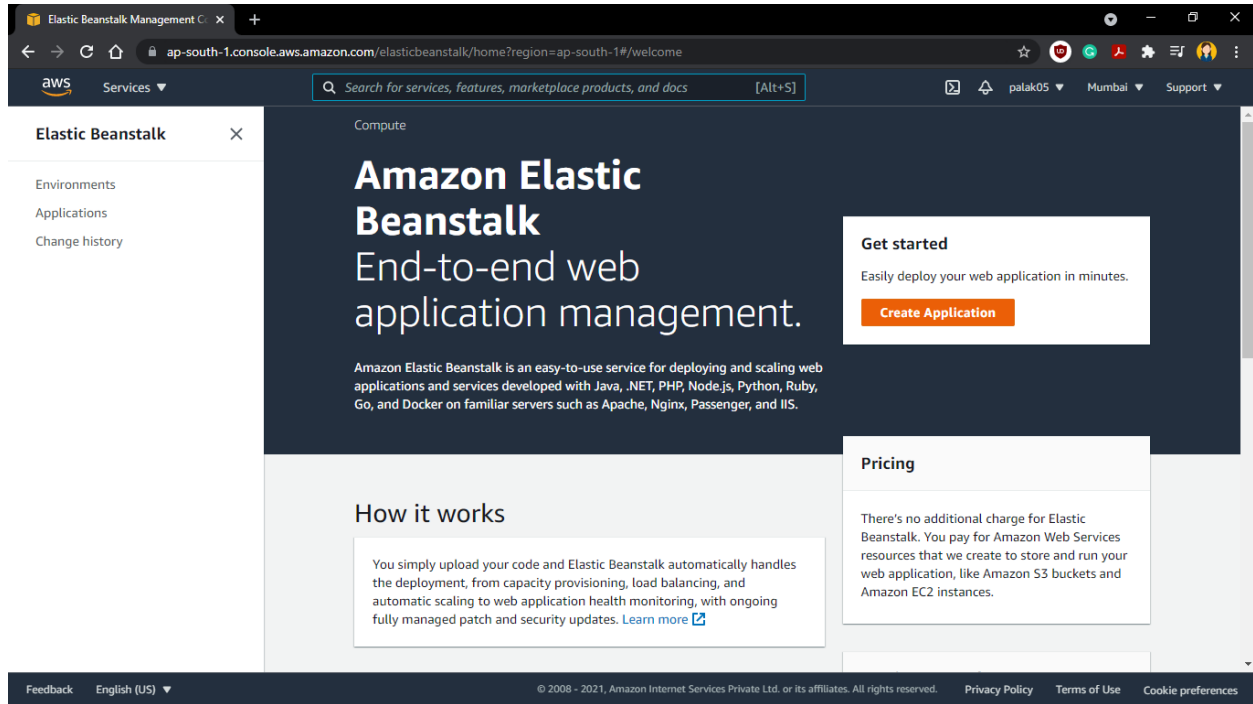 Elastic Beanstalk Management C
ap-south-1.console.aws.amazon.com/elasticbeanstalk/home?region=ap-south-1#/welcome
aws
Services ▼
Search for services, features, marketplace products, and docs [Alt+S]
palak05 ▼
Mumbai ▼
Support ▼
Elastic Beanstalk
Environments
Applications
Change history
Compute
Amazon Elastic
Beanstalk
End-to-end web
application management.
Amazon Elastic Beanstalk is an easy-to-use service for deploying and scaling web
applications and services developed with Java, .NET, PHP, Node.js, Python, Ruby,
Go, and Docker on familiar servers such as Apache, Nginx, Passenger, and IIS.
Get started
Easily deploy your web application in minutes.
Create Application
Pricing
There's no additional charge for Elastic
Beanstalk. You pay for Amazon Web Services
resources that we create to store and run your
web application, like Amazon S3 buckets and
Amazon EC2 instances.
How it works
You simply upload your code and Elastic Beanstalk automatically handles
the deployment, from capacity provisioning, load balancing, and
automatic scaling to web application health monitoring, with ongoing
fully managed patch and security updates. Learn more
Feedback
English (US) ▼
© 2008 - 2021, Amazon Internet Services Private Ltd. or its affiliates. All rights reserved.
Privacy Policy
Terms of Use
Cookie preferences